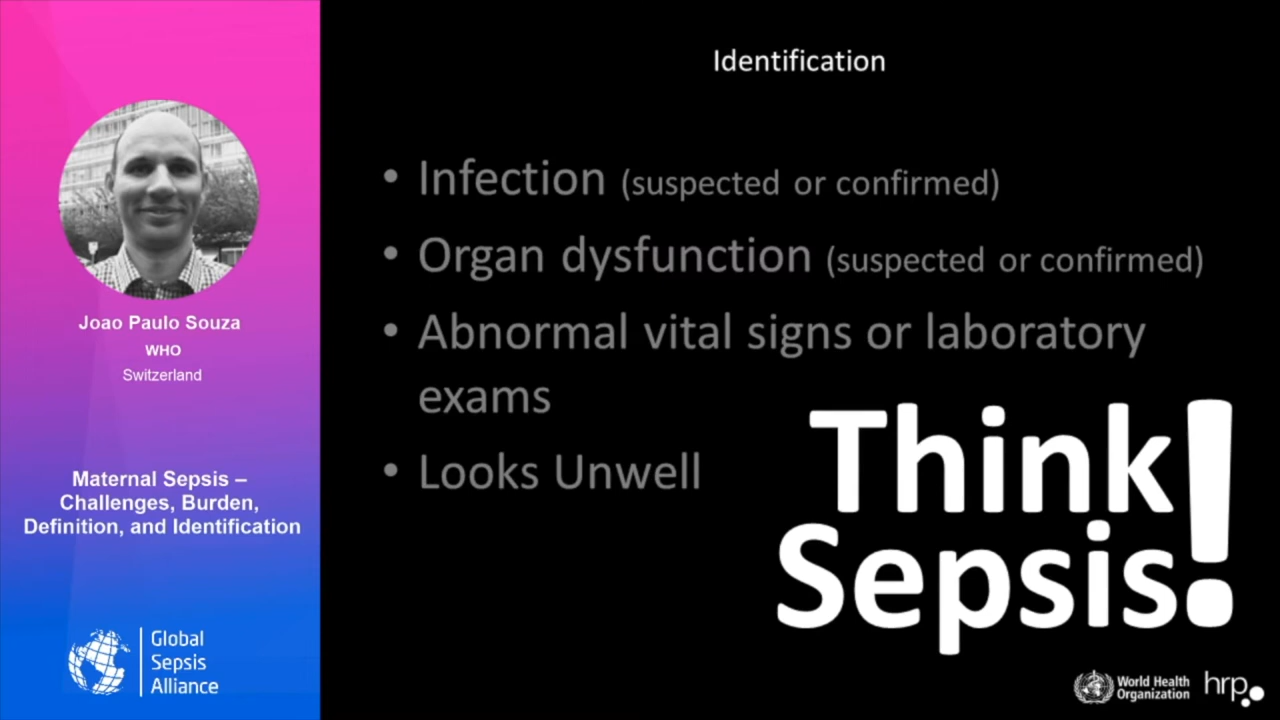 Joao Paulo Souza
WHO
Switzerland
Maternal Sepsis –
Challenges, Burden,
Definition, and Identification
Global
Sepsis
Alliance
Identification
• Infection (suspected or confirmed)
• Organ dysfunction (suspected or confirmed)
• Abnormal vital signs or laboratory
exams
• Looks Unwell
Think
Sepsis!
World Health
Organization
hrp.